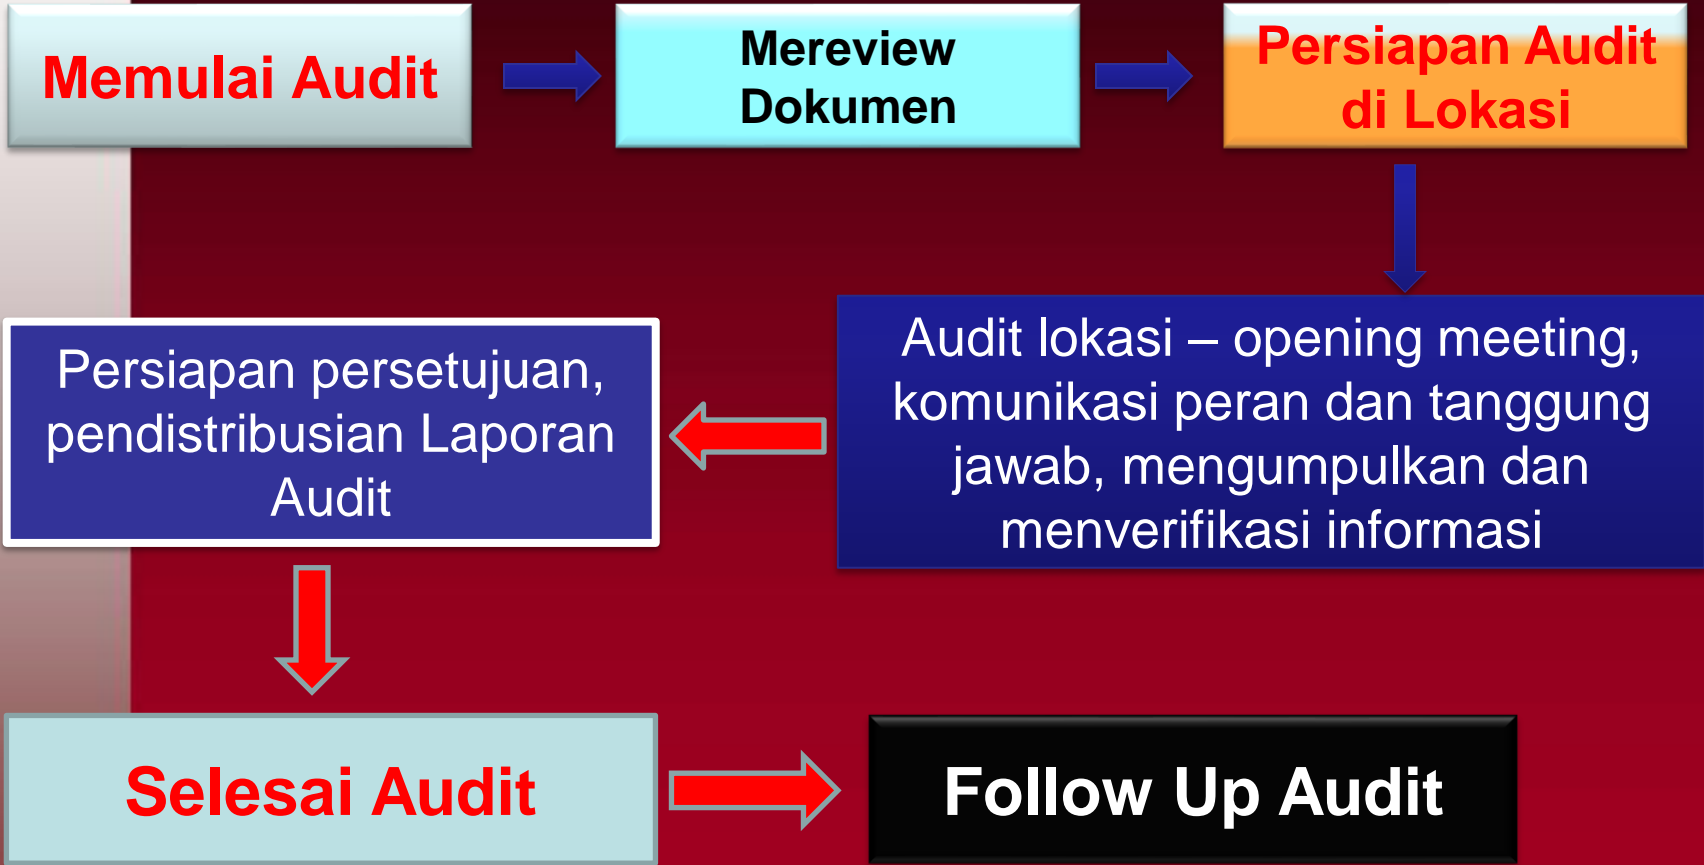 Memulai Audit
Mereview
Dokumen
Persiapan Audit
di Lokasi
Audit lokasi – opening meeting,
komunikasi peran dan tanggung
jawab, mengumpulkan dan
menverifikasi informasi
Persiapan persetujuan,
pendistribusian Laporan
Audit
Selesai Audit
Follow Up Audit